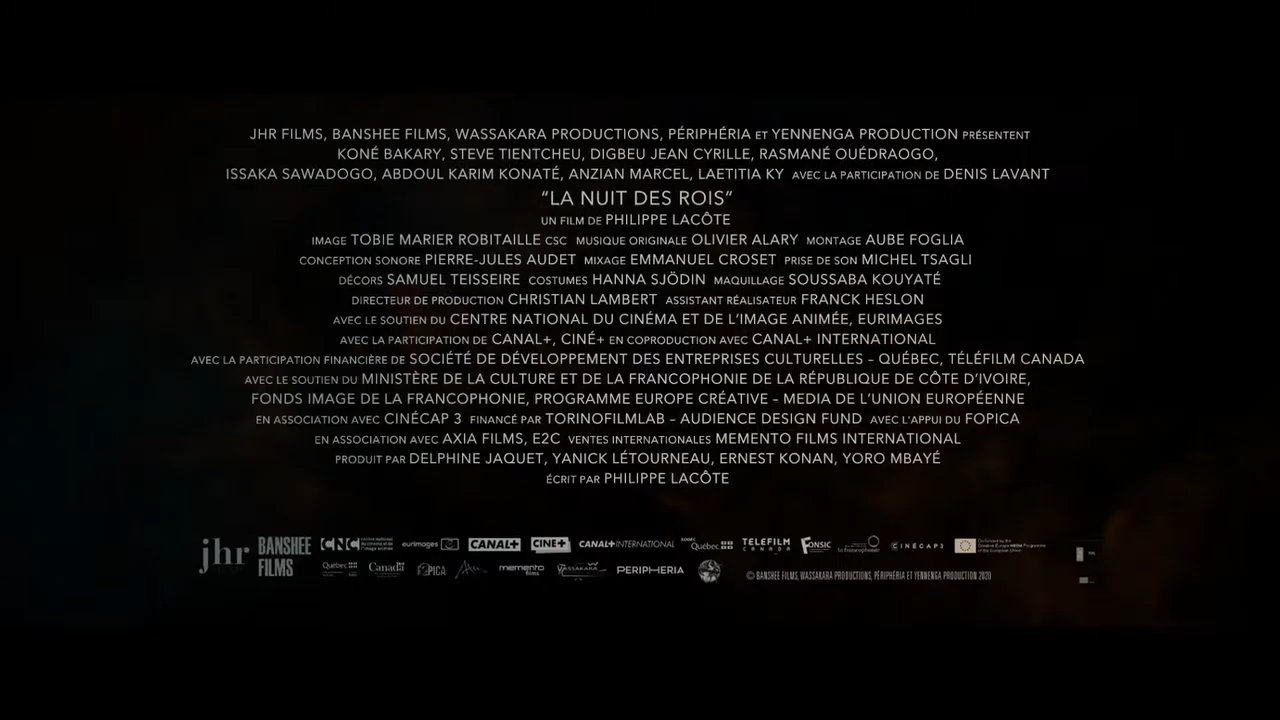 JHR FILMS, BANSHEE FILMS, WASSAKARA PRODUCTIONS, PÉRIPHÉRIA ET YENNENGA PRODUCTION PRÉSENTENT
KONÉ BAKARY, STEVE TIENTCHEU, DIGBEU JEAN CYRILLE, RASMANÉ OUÉDRAOGO,
ISSAKA SAWADOGO, ABDOUL KARIM KONATÉ, ANZIAN MARCEL, LAETITIA KY AVEC LA PARTICIPATION DE DENIS LAVANT
“LA NUIT DES ROIS”
UN FILM DE PHILIPPE LACÔTE
IMAGE TOBIE MARIER ROBITAILLE CSC MUSIQUE ORIGINALE OLIVIER ALARY MONTAGE AUBE FOGLIA
CONCEPTION SONORE PIERRE-JULES AUDET MIXAGE EMMANUEL CROSET PRISE DE SON MICHEL TSAGLI
DÉCORS SAMUEL TEISSEIRE COSTUMES HANNA SJÖDIN MAQUILLAGE SOUSSABA KOUYATÉ
DIRECTEUR DE PRODUCTION CHRISTIAN LAMBERT ASSISTANT RÉALISATEUR FRANCK HESLON
AVEC LE SOUTIEN DU CENTRE NATIONAL DU CINÉMA ET DE L’IMAGE ANIMÉE, EURIMAGES
AVEC LA PARTICIPATION DE CANAL+, CINÉ+ EN COPRODUCTION AVEC CANAL+ INTERNATIONAL
AVEC LA PARTICIPATION FINANCIÈRE DE SOCIÉTÉ DE DÉVELOPPEMENT DES ENTREPRISES CULTURELLES – QUÉBEC, TÉLÉFILM CANADA
AVEC LE SOUTIEN DU MINISTÈRE DE LA CULTURE ET DE LA FRANCOPHONIE DE LA RÉPUBLIQUE DE CÔTE D’IVOIRE,
FONDS IMAGE DE LA FRANCOPHONIE, PROGRAMME EUROPE CRÉATIVE – MEDIA DE L’UNION EUROPÉENNE
EN ASSOCIATION AVEC CINÉCAP 3 FINANCÉ PAR TORINOFILMLAB – AUDIENCE DESIGN FUND AVEC L’APPUI DU FOPICA
EN ASSOCIATION AVEC AXIA FILMS, E2C VENTES INTERNATIONALES MEMENTO FILMS INTERNATIONAL
PRODUIT PAR DELPHINE JAQUET, YANICK LÉTOURNEAU, ERNEST KONAN, YORO MBAYÉ
ÉCRIT PAR PHILIPPE LACÔTE
jhr BANSHEE FILMS CNC eurimages CANAL+ CINE+ CANAL+ INTERNATIONAL Québec TELEFILM CANADA FONSIC la francophonie CINÉCAP3
Québec Canada FOPICA memento films WASSAKARA PERIPHERIA © BANSHEE FILMS, WASSAKARA PRODUCTIONS, PÉRIPHÉRIA ET YENNENGA PRODUCTION 2020